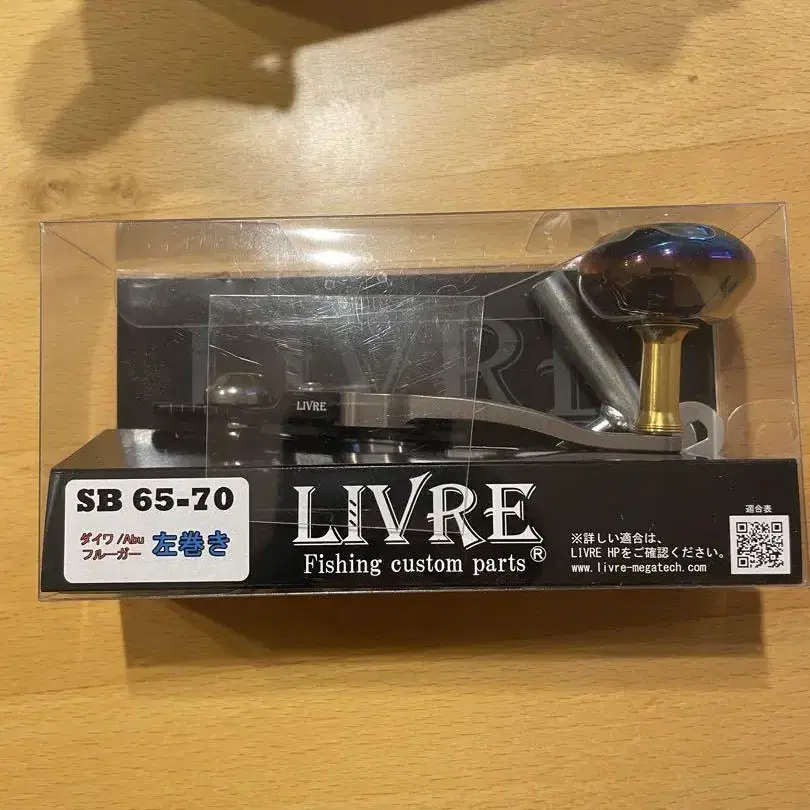 LIVRE
LIVRE
SB 65-70
ダイワ/Abu
フルーガー
左巻き
LIVRE
Fishing custom parts®
※詳しい適合は、
LIVRE HPをご確認ください。
www.livre-megatech.com
適合表